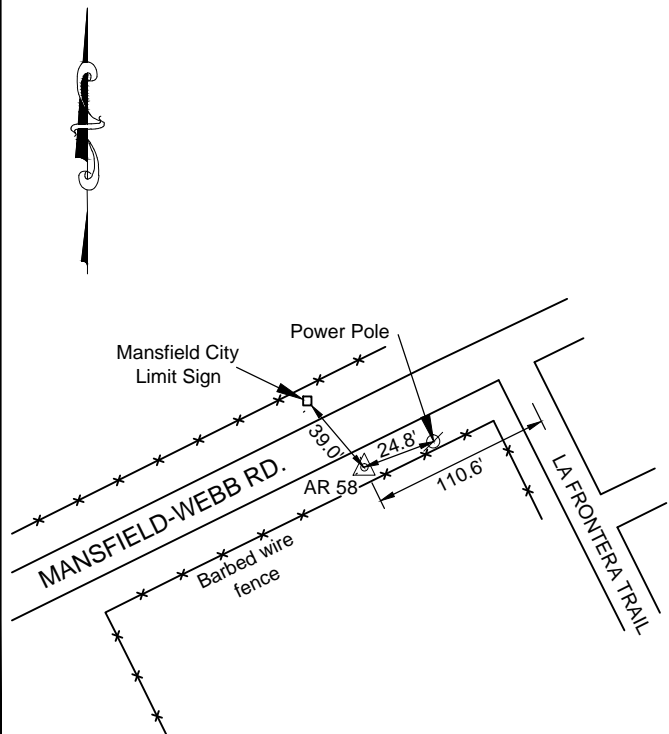 Power Pole
Mansfield City
Limit Sign
39.0'
24.8'
AR 58
110.6'
MANSFIELD-WEBB RD.
Barbed wire
fence
LA FRONTERA TRAIL